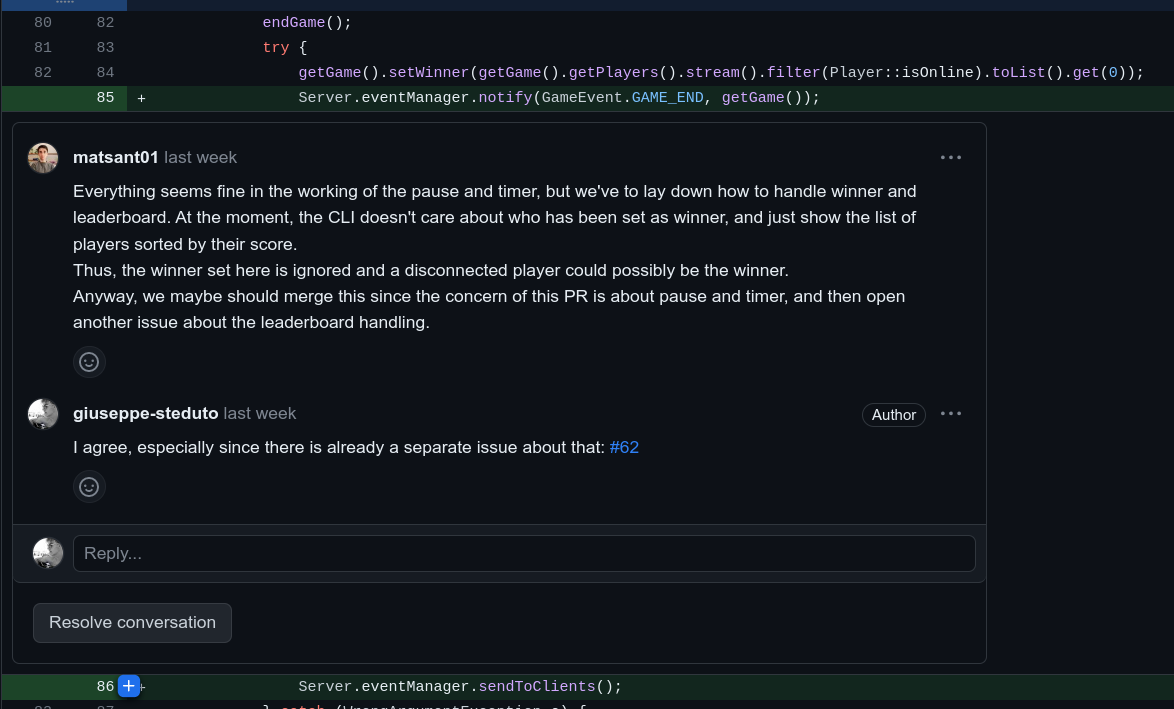 80 82 endGame();
81 83 try {
82 84 getGame().setWinner(getGame().getPlayers().stream().filter(Player::isOnline).toList().get(0));
85 + Server.eventManager.notify(GameEvent.GAME_END, getGame());
matsant01 last week
Everything seems fine in the working of the pause and timer, but we've to lay down how to handle winner and
leaderboard. At the moment, the CLI doesn't care about who has been set as winner, and just show the list of
players sorted by their score.
Thus, the winner set here is ignored and a disconnected player could possibly be the winner.
Anyway, we maybe should merge this since the concern of this PR is about pause and timer, and then open
another issue about the leaderboard handling.
giuseppe-steduto last week Author
I agree, especially since there is already a separate issue about that: #62
Reply...
Resolve conversation
86 + Server.eventManager.sendToClients();
83 87 } catch (WrongArgumentException e) {